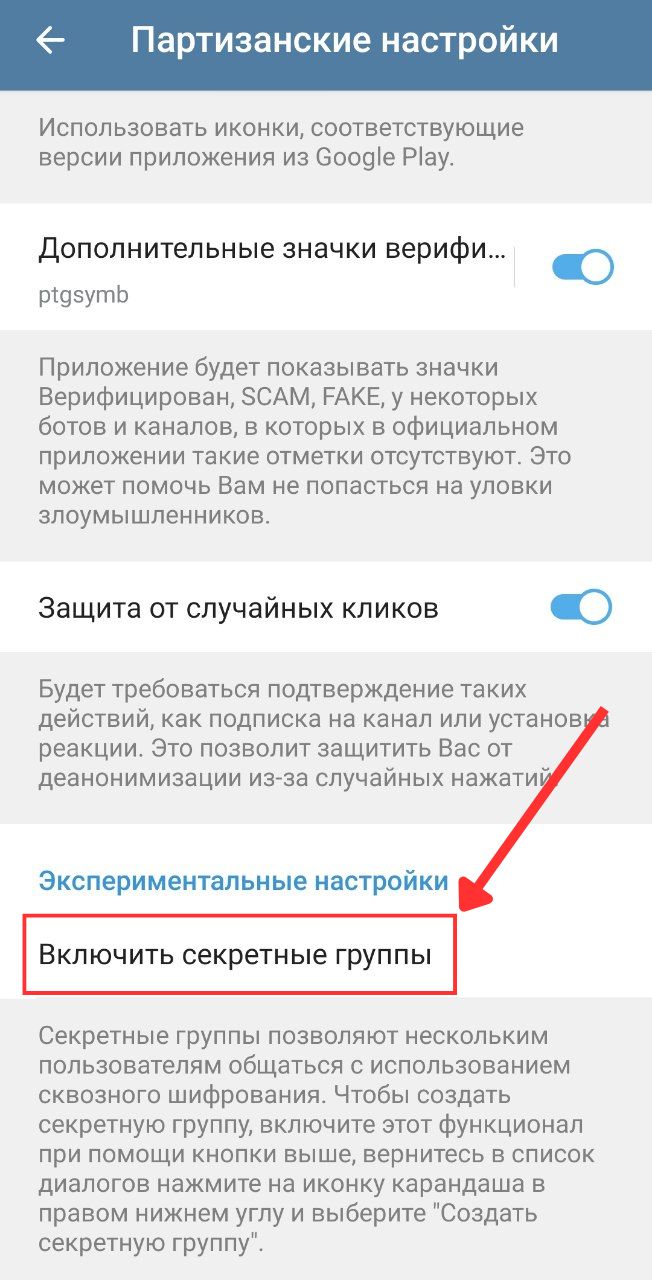 Партизанские настройки
Использовать иконки, соответствующие
версии приложения из Google Play.
Дополнительные значки верифи...
ptgsymb
Приложение будет показывать значки
Верифицирован, SCAM, FAKE, у некоторых
ботов и каналов, в которых в официальном
приложении такие отметки отсутствуют. Это
может помочь Вам не попасться на уловки
злоумышленников.
Защита от случайных кликов
Будет требоваться подтверждение таких
действий, как подписка на канал или установка
реакции. Это позволит защитить Вас от
деанонимизации из-за случайных нажатий.
Экспериментальные настройки
Включить секретные группы
Секретные группы позволяют нескольким
пользователям общаться с использованием
сквозного шифрования. Чтобы создать
секретную группу, включите этот функционал
при помощи кнопки выше, вернитесь в список
диалогов нажмите на иконку карандаша в
правом нижнем углу и выберите "Создать
секретную группу".